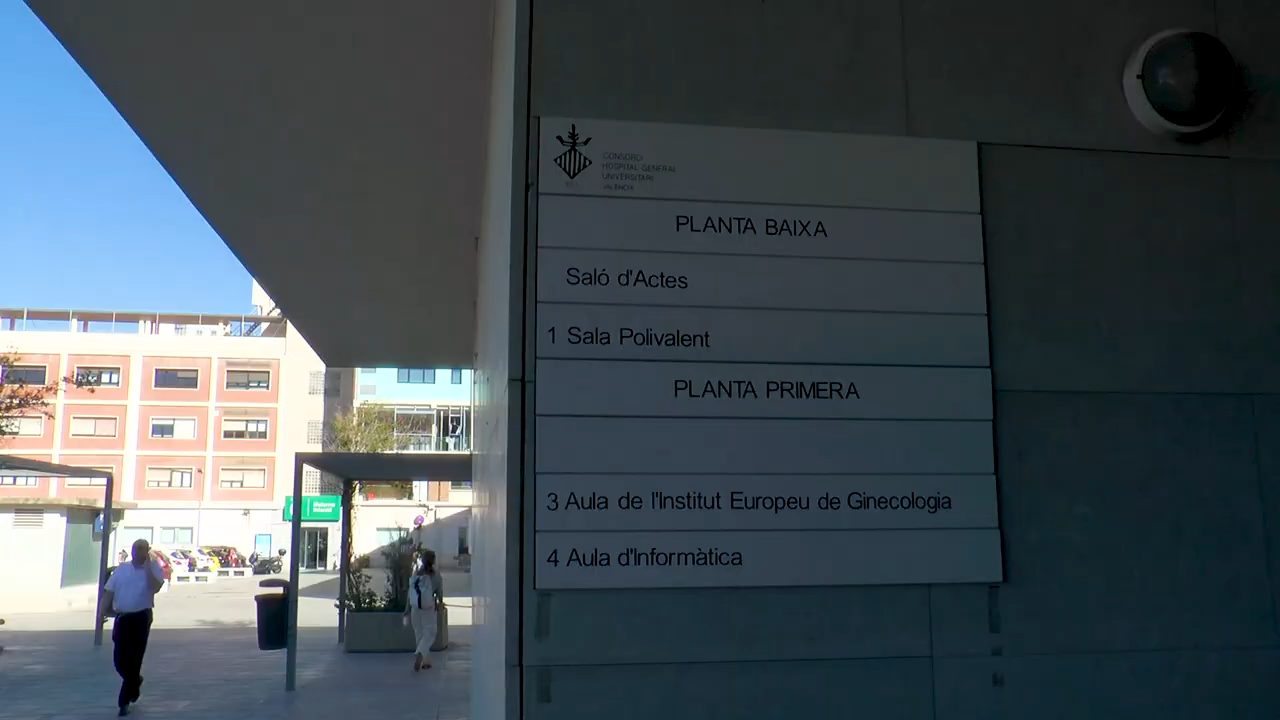 CONSORCI
HOSPITAL GENERAL
UNIVERSITARI
VALÈNCIA
PLANTA BAIXA
Saló d'Actes
1 Sala Polivalent
PLANTA PRIMERA
3 Aula de l'Institut Europeu de Ginecologia
4 Aula d'Informàtica